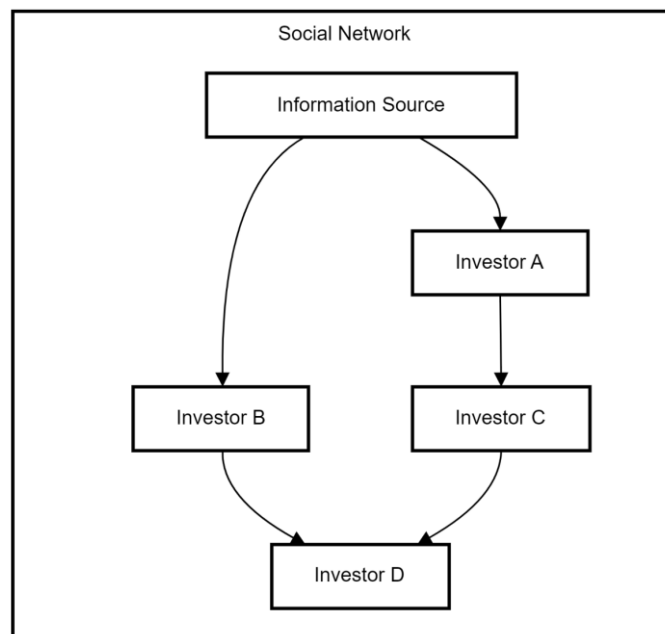 Social Network
Information Source
Investor A
Investor B
Investor C
Investor D